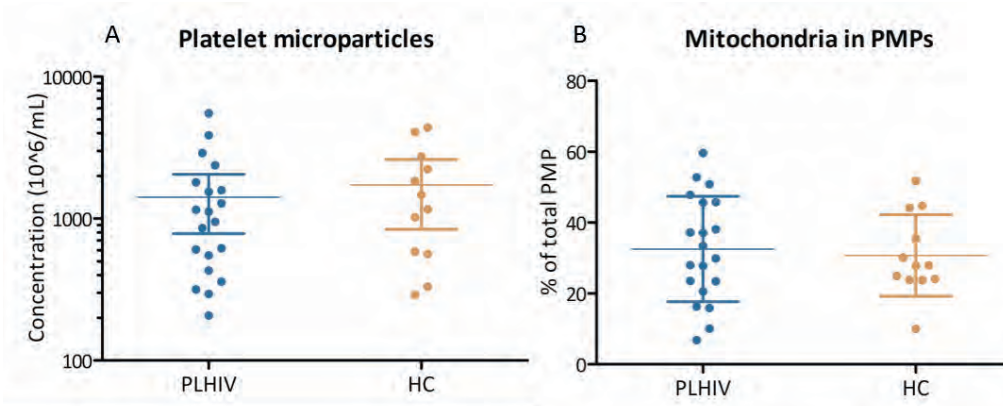 A
Platelet microparticles
Concentration (10^6/mL)
10000
1000
100
PLHIV
HC
B
Mitochondria in PMPs
% of total PMP
80
60
40
20
0
PLHIV
HC